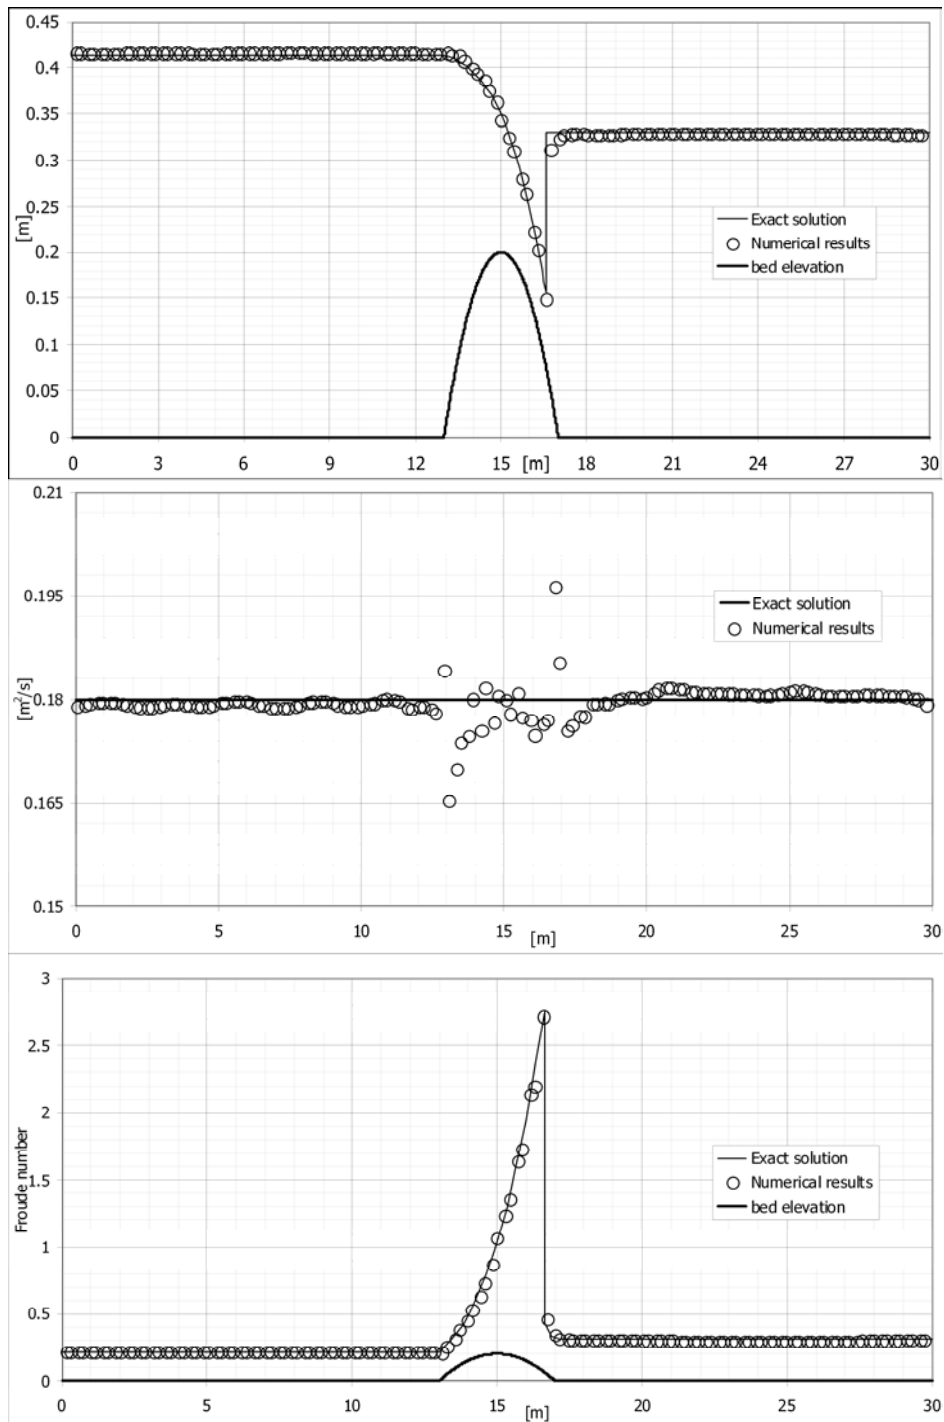 0.45
0.4
0.35
0.3
0.25
[m]
0.2
0.15
0.1
0.05
0
Exact solution
Numerical results
bed elevation
0 3 6 9 12 15 [m] 18 21 24 27 30
0.21
0.195
[m²/s]
0.18
0.165
0.15
Exact solution
Numerical results
0 5 10 15 [m] 20 25 30
3
2.5
2
Froude number
1.5
1
0.5
0
Exact solution
Numerical results
bed elevation
0 5 10 15 [m] 20 25 30